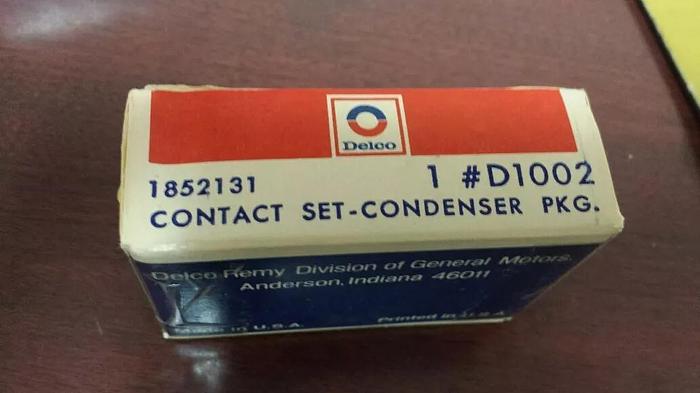 Delco
1852131 1 #D1002
CONTACT SET-CONDENSER PKG.
Delco Remy Division of General Motors,
Anderson, Indiana 46011
Made in U.S.A. Printed in U.S.A.